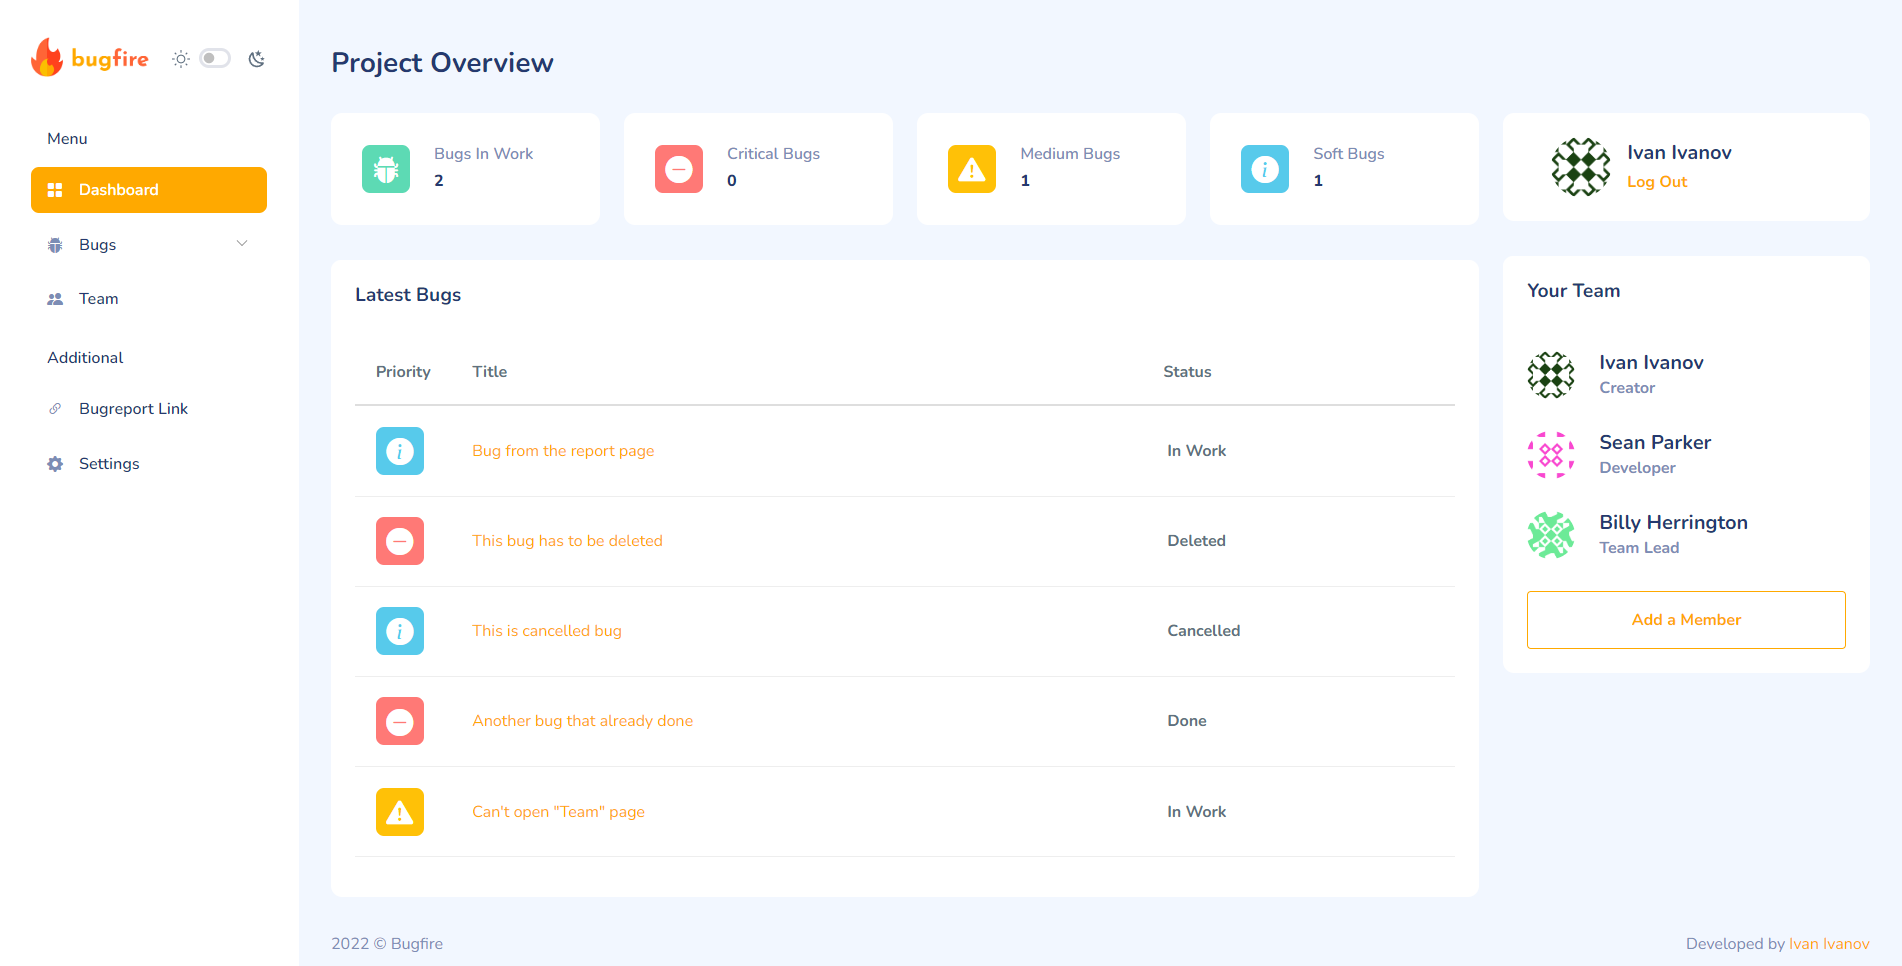 bugfire
Menu
Dashboard
Bugs
Team
Additional
Bugreport Link
Settings
Project Overview
Bugs In Work
2
Critical Bugs
0
Medium Bugs
1
Soft Bugs
1
Ivan Ivanov
Log Out
Latest Bugs
Priority Title Status
Bug from the report page In Work
This bug has to be deleted Deleted
This is cancelled bug Cancelled
Another bug that already done Done
Can't open "Team" page In Work
Your Team
Ivan Ivanov
Creator
Sean Parker
Developer
Billy Herrington
Team Lead
Add a Member
2022 © Bugfire
Developed by Ivan Ivanov